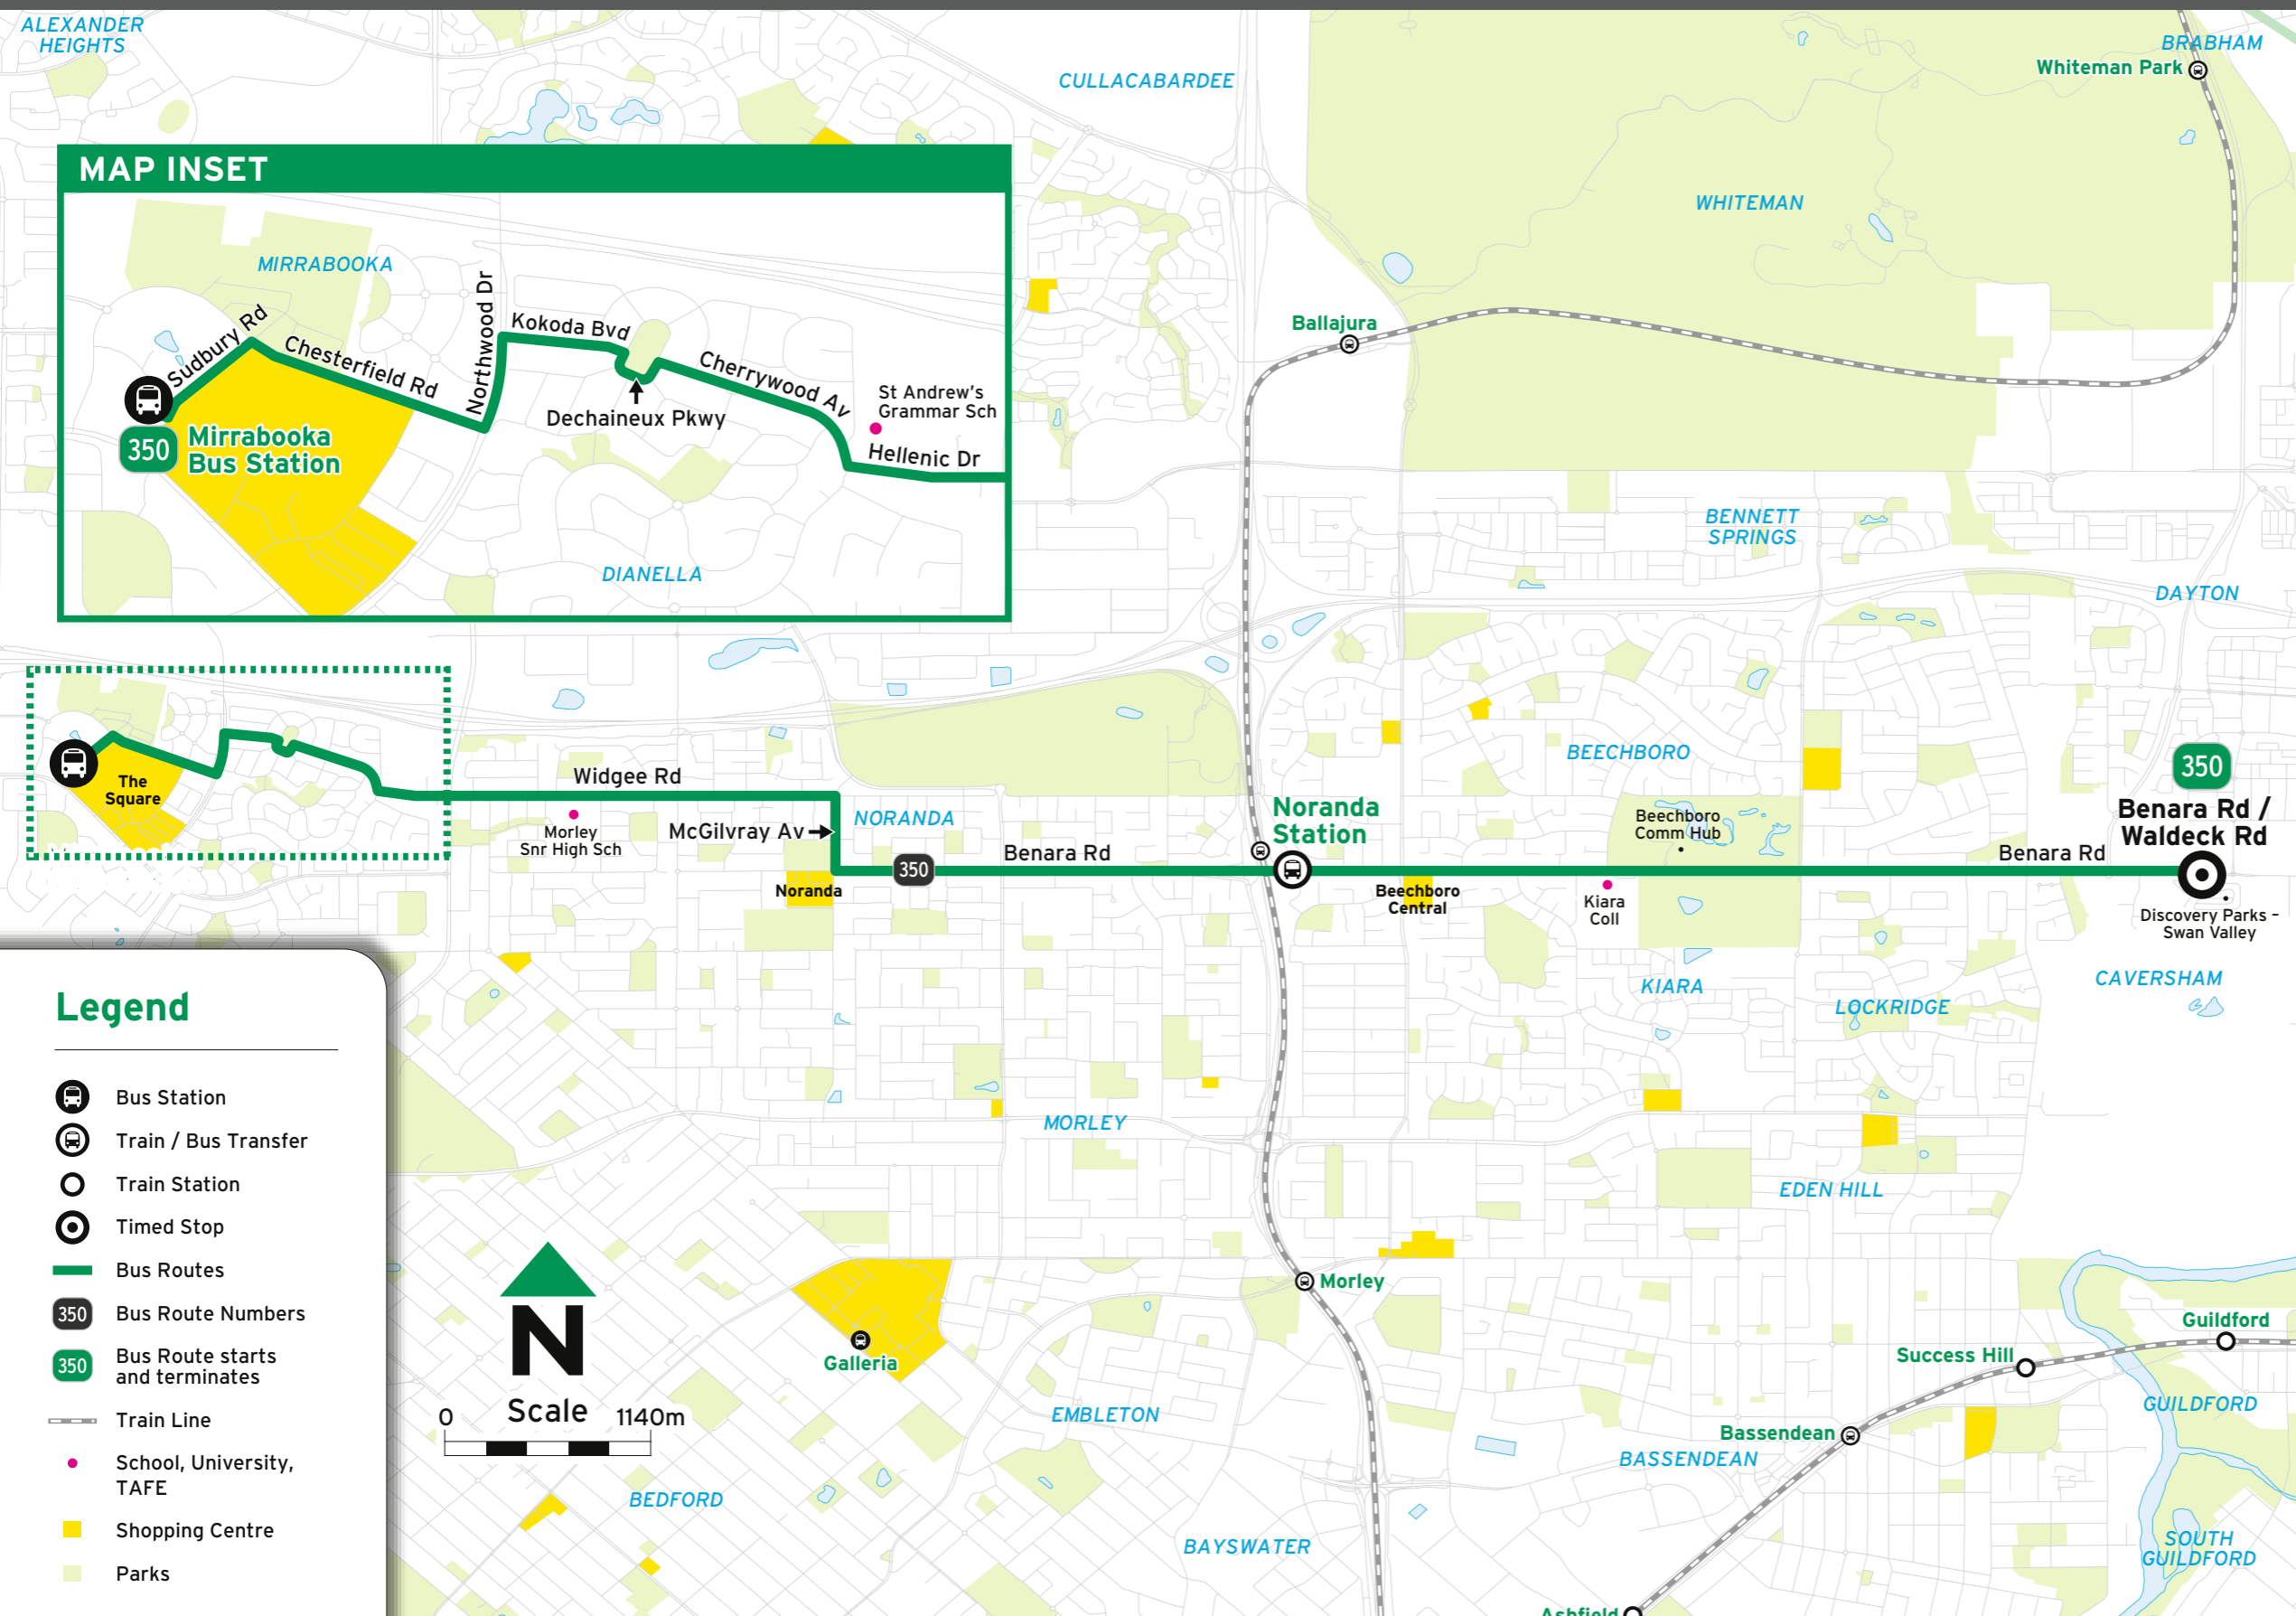 ALEXANDER
HEIGHTS
CULLACABARDEE
BRABHAM
Whiteman Park
WHITEMAN
MAP INSET
MIRRABOOKA
Sudbury Rd
Chesterfield Rd
Northwood Dr
Kokoda Bvd
Dechaineux Pkwy
Cherrywood Av
St Andrew's
Grammar Sch
Hellenic Dr
350
Mirrabooka
Bus Station
DIANELLA
Ballajura
BENNETT
SPRINGS
DAYTON
The
Square
Widgee Rd
Morley
Snr High Sch
McGilvray Av
NORANDA
Noranda
350
Benara Rd
Noranda
Station
BEECHBORO
Beechboro
Comm Hub
Beechboro
Central
Kiara
Coll
Benara Rd
350
Benara Rd /
Waldeck Rd
Discovery Parks -
Swan Valley
KIARA
LOCKRIDGE
CAVERSHAM
MORLEY
EDEN HILL
Morley
Galleria
EMBLETON
BEDFORD
BAYSWATER
BASSENDEAN
Bassendean
Success Hill
Guildford
GUILDFORD
SOUTH
GUILDFORD
Ashfield
Legend
Bus Station
Train / Bus Transfer
Train Station
Timed Stop
Bus Routes
350 Bus Route Numbers
350 Bus Route starts
and terminates
Train Line
School, University,
TAFE
Shopping Centre
Parks
N
Scale
0 1140m